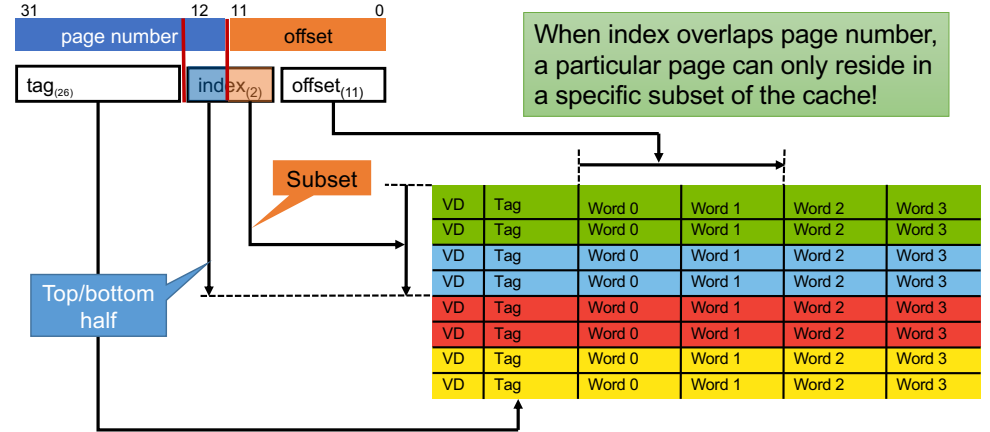 31 12 11 0
page number offset
tag(26) index(2) offset(11)
When index overlaps page number,
a particular page can only reside in
a specific subset of the cache!
Subset
Top/bottom
half
VD Tag Word 0 Word 1 Word 2 Word 3
VD Tag Word 0 Word 1 Word 2 Word 3
VD Tag Word 0 Word 1 Word 2 Word 3
VD Tag Word 0 Word 1 Word 2 Word 3
VD Tag Word 0 Word 1 Word 2 Word 3
VD Tag Word 0 Word 1 Word 2 Word 3
VD Tag Word 0 Word 1 Word 2 Word 3
VD Tag Word 0 Word 1 Word 2 Word 3